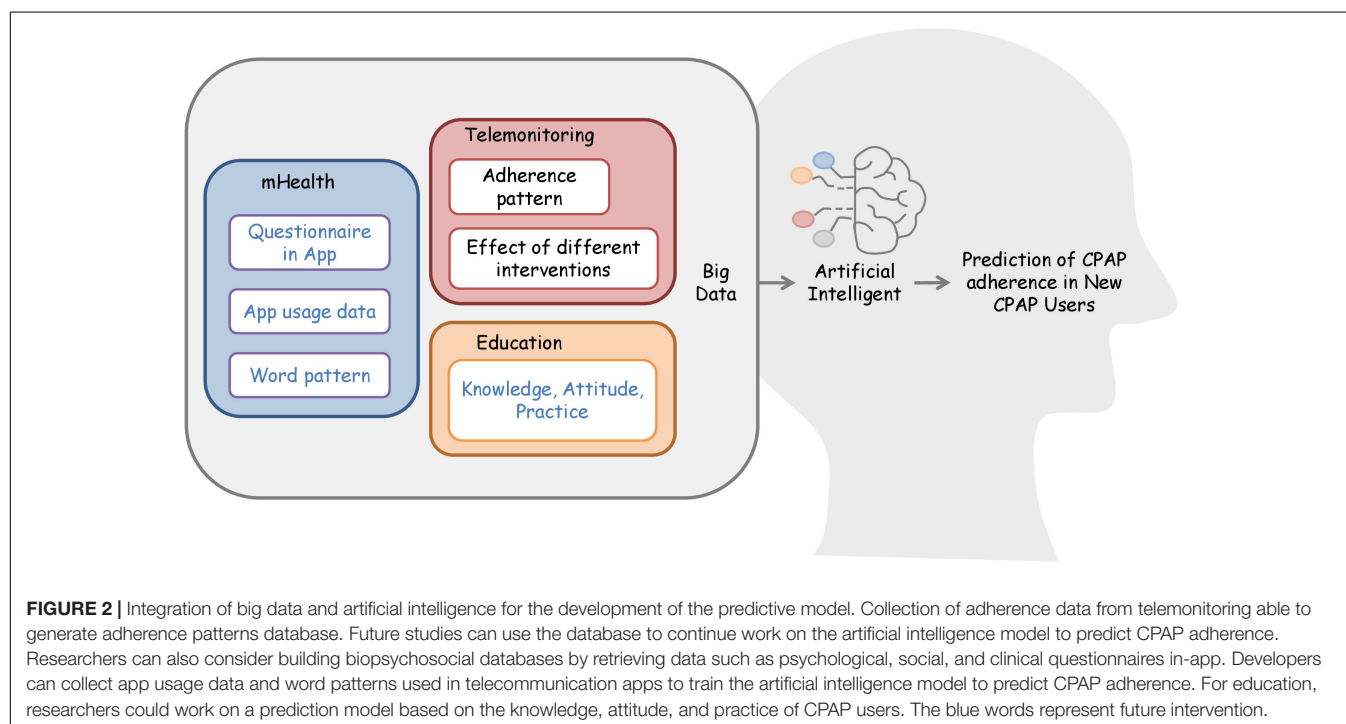 mHealth
Questionnaire
in App
App usage data
Word pattern
Telemonitoring
Adherence
pattern
Effect of different
interventions
Education
Knowledge, Attitude,
Practice
Big
Data
Artificial
Intelligent
Prediction of CPAP
adherence in New
CPAP Users
FIGURE 2 | Integration of big data and artificial intelligence for the development of the predictive model. Collection of adherence data from telemonitoring able to
generate adherence patterns database. Future studies can use the database to continue work on the artificial intelligence model to predict CPAP adherence.
Researchers can also consider building biopsychosocial databases by retrieving data such as psychological, social, and clinical questionnaires in-app. Developers
can collect app usage data and word patterns used in telecommunication apps to train the artificial intelligence model to predict CPAP adherence. For education,
researchers could work on a prediction model based on the knowledge, attitude, and practice of CPAP users. The blue words represent future intervention.